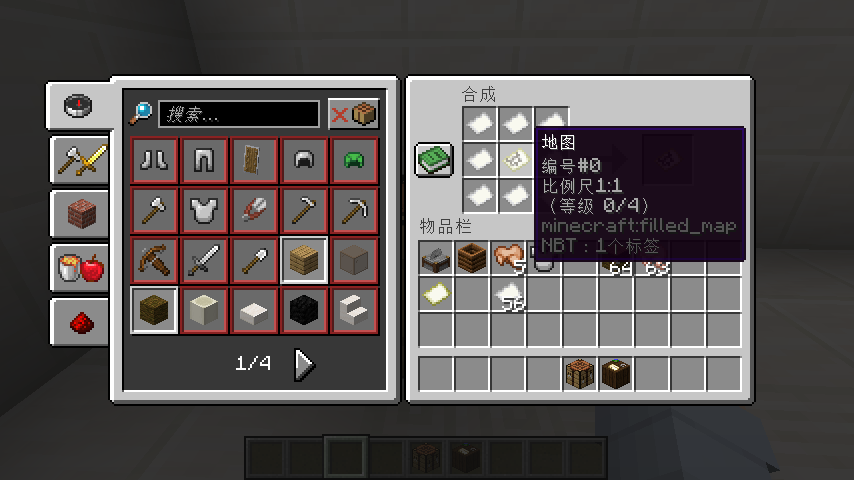 搜索...
1/4
合成
地图
编号#0
比例尺1:1
（等级 0/4）
minecraft:filled_map
NBT：1个标签
物品栏
5
64
63
56